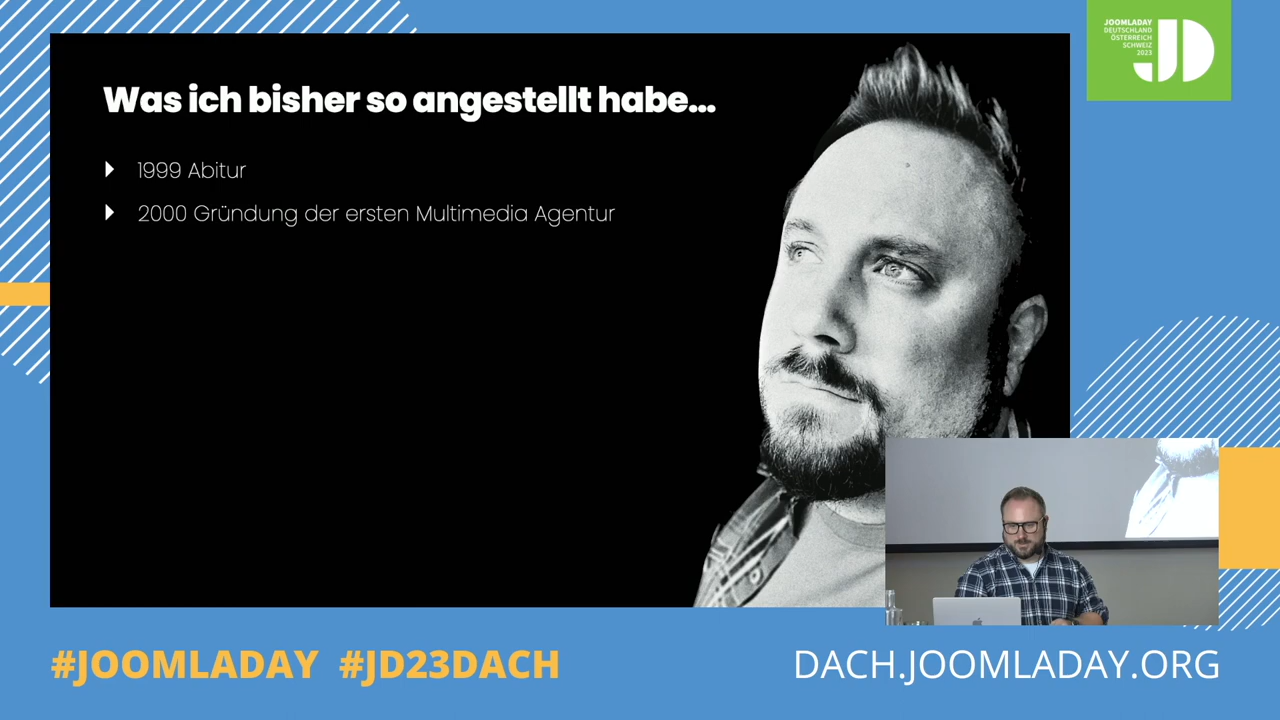 Was ich bisher so angestellt habe...
1999 Abitur
2000 Gründung der ersten Multimedia Agentur
JOOMLADAY
DEUTSCHLAND
ÖSTERREICH
SCHWEIZ
2023
JD
#JOOMLADAY #JD23DACH
DACH.JOOMLADAY.ORG